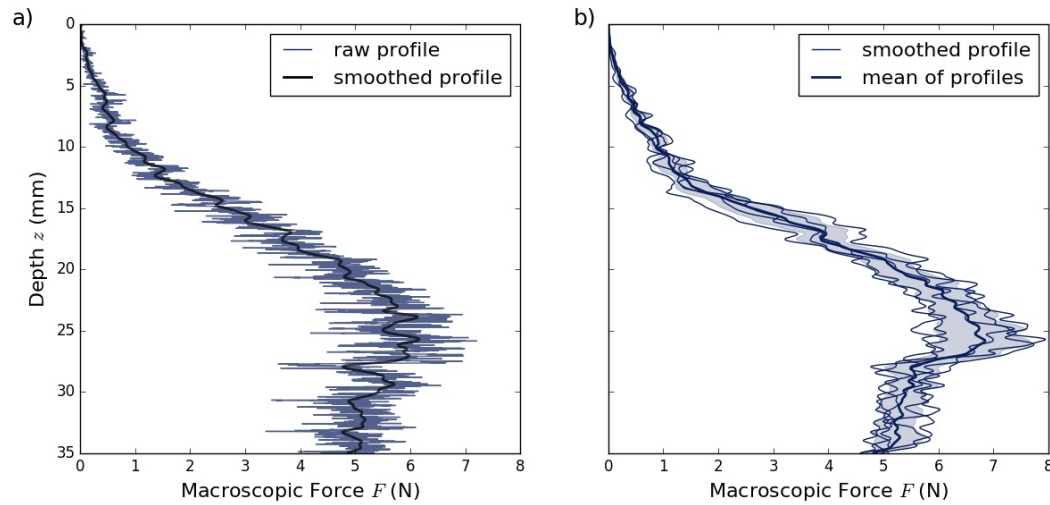 a)
raw profile
smoothed profile
0
5
10
15
20
25
30
35
Depth z (mm)
0 1 2 3 4 5 6 7 8
Macroscopic Force F (N)
b)
smoothed profile
mean of profiles
0 1 2 3 4 5 6 7 8
Macroscopic Force F (N)